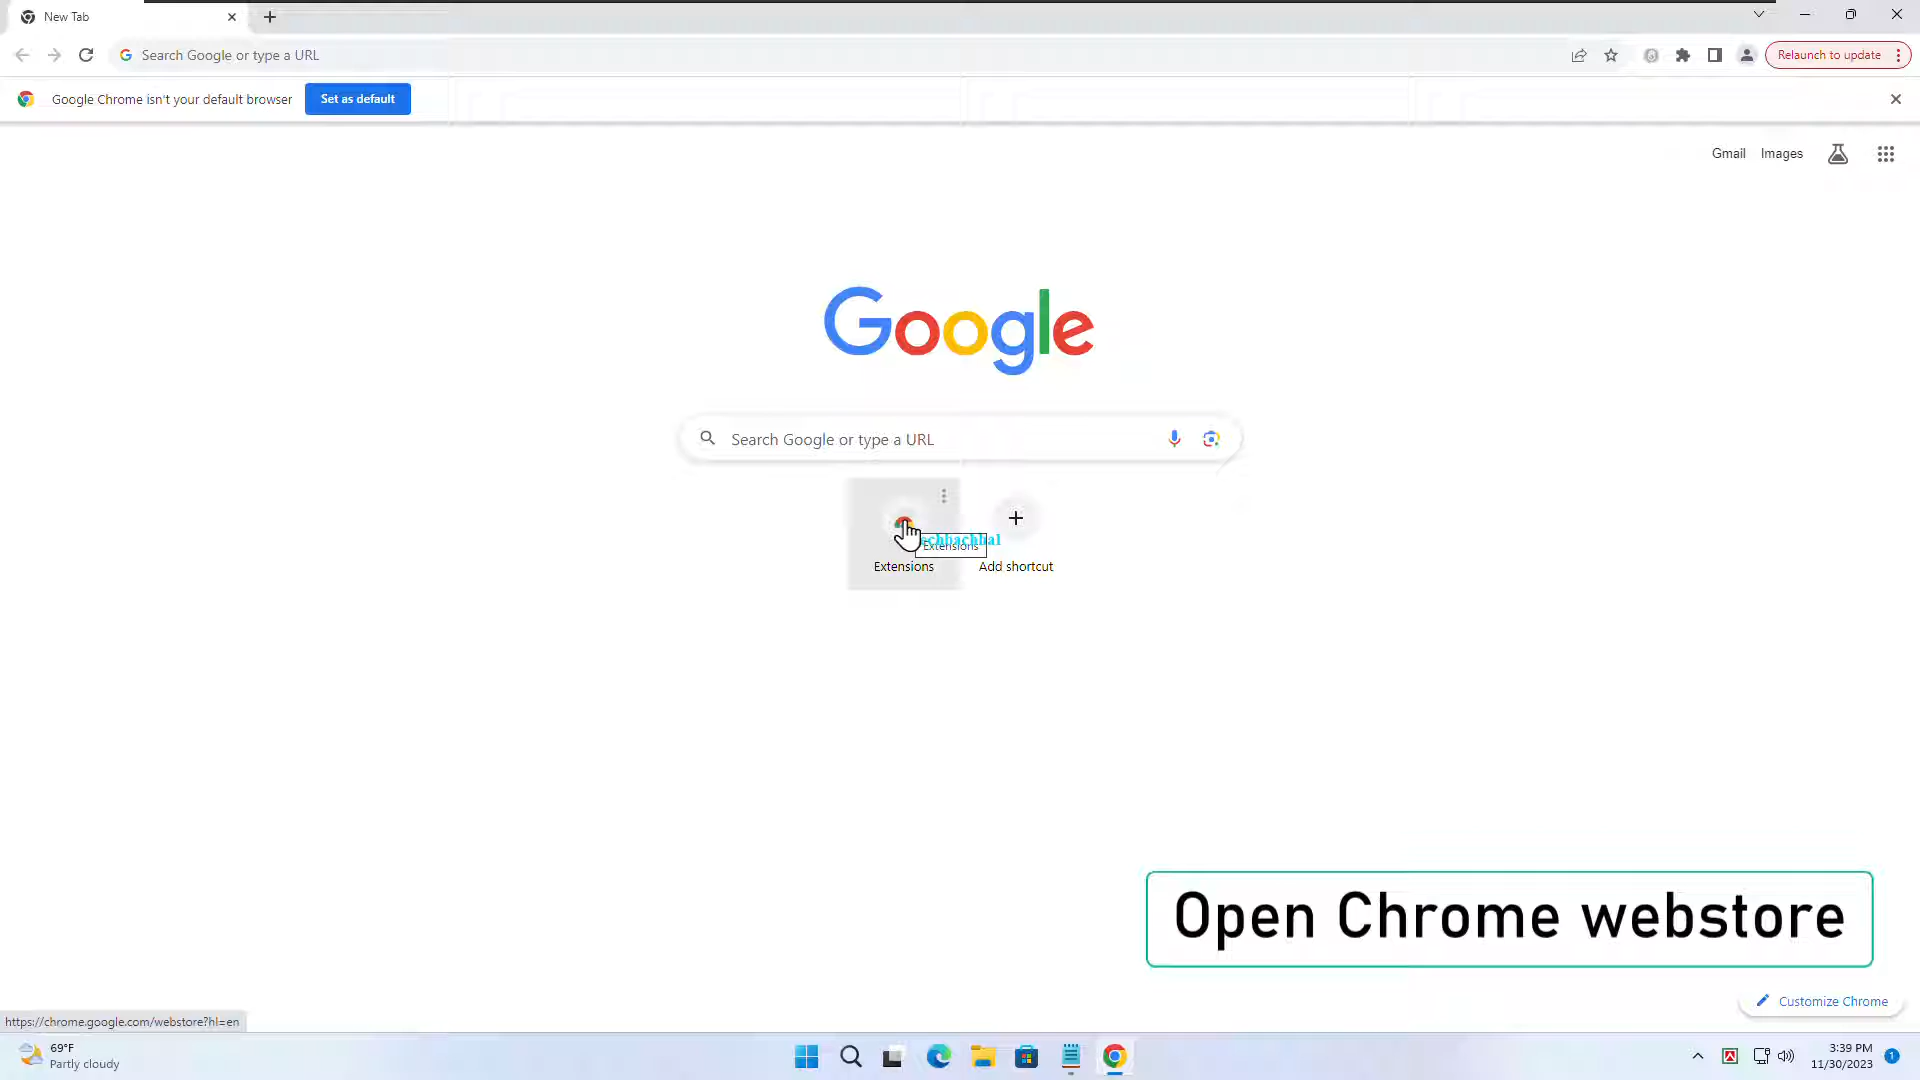 New Tab
Search Google or type a URL
Relaunch to update
Google Chrome isn't your default browser
Set as default
Gmail
Images
Google
Search Google or type a URL
Extensions
Extensions
Add shortcut
Open Chrome webstore
Customize Chrome
https://chrome.google.com/webstore?hl=en
69°F
Partly cloudy
3:39 PM
11/30/2023
1